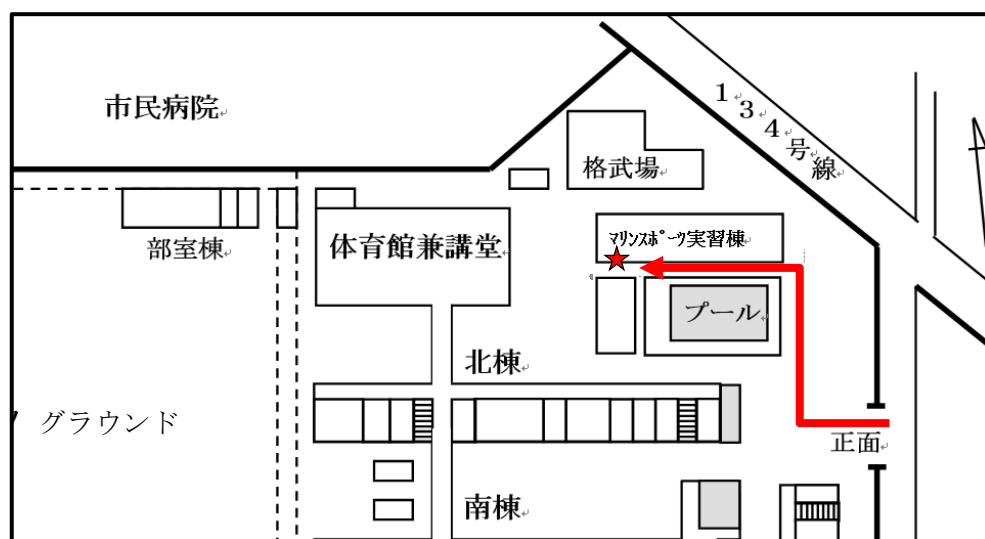 市民病院
134号線
格武場
部室棟
体育館兼講堂
マリンスポーツ実習棟
プール
北棟
グラウンド
正面
南棟